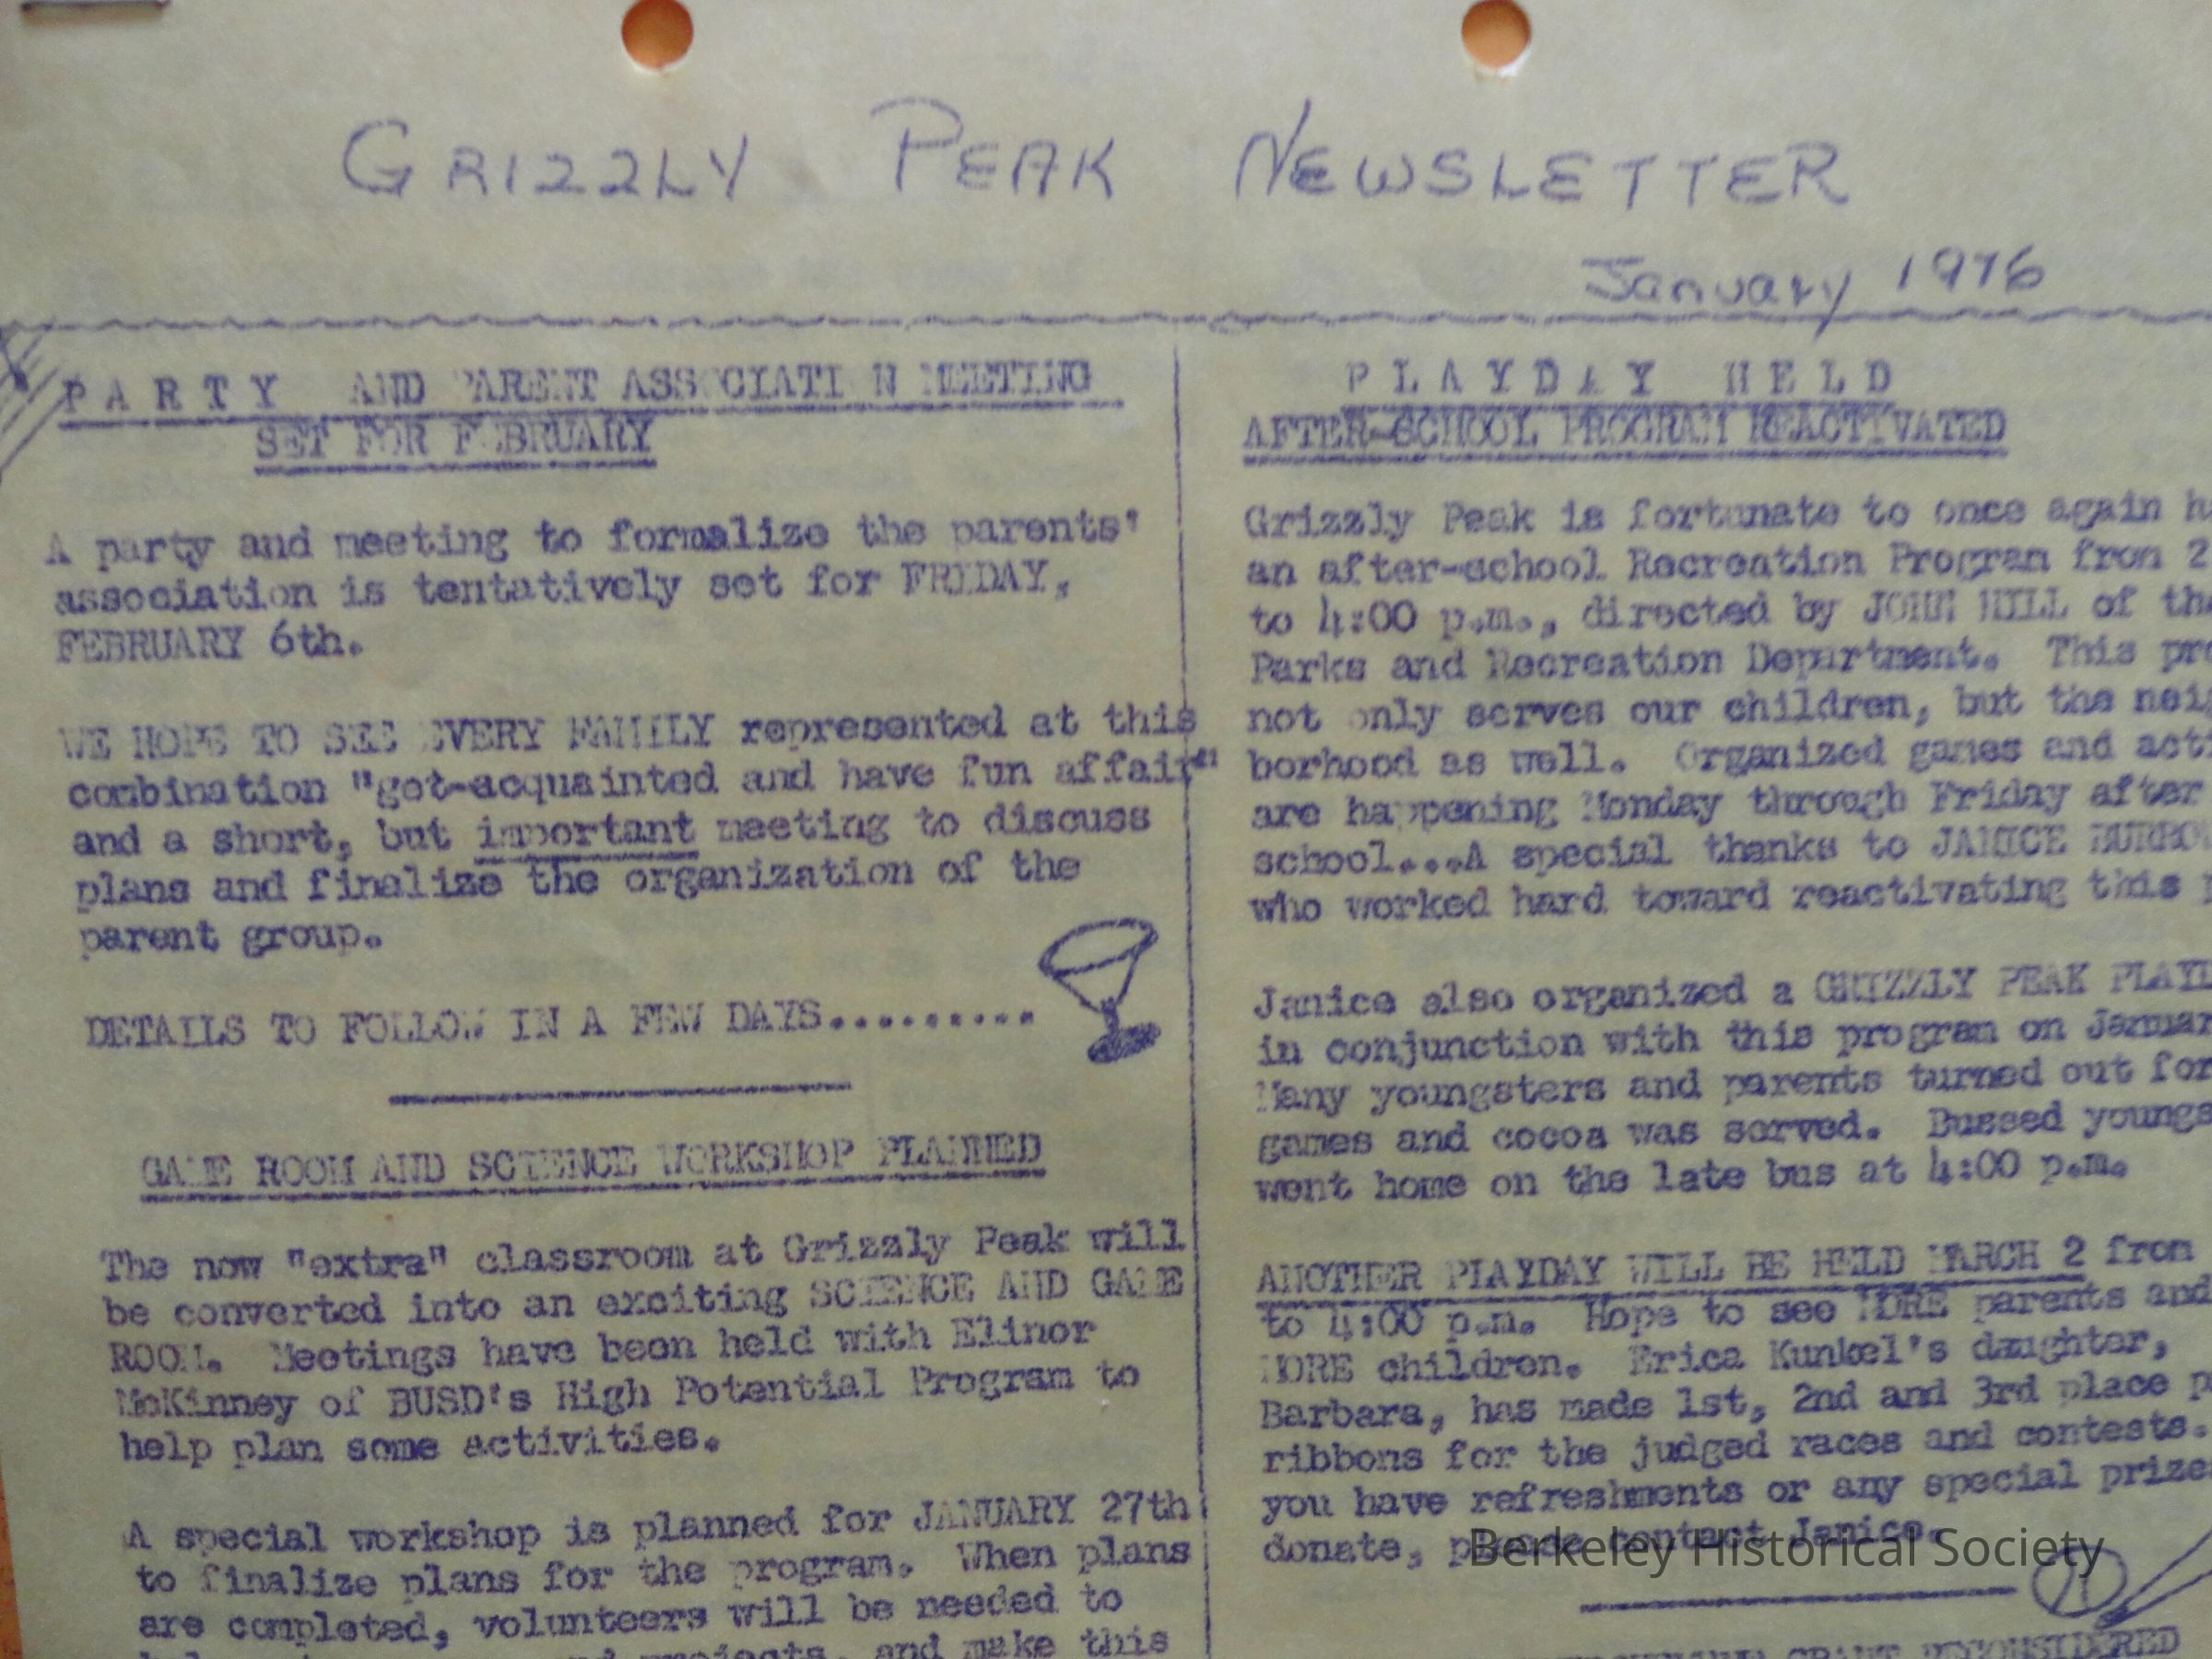 GRIZZLY PEAK NEWSLETTER
January 1976
PARTY AND PARENT ASSOCIATION MEETING
SET FOR FEBRUARY
A party and meeting to formalize the parents'
association is tentatively set for FRIDAY,
FEBRUARY 6th.
WE HOPE TO SEE EVERY FAMILY represented at this
combination "get-acquainted and have fun affair"
and a short, but important meeting to discuss
plans and finalize the organization of the
parent group.
DETAILS TO FOLLOW IN A FEW DAYS..........
GAME ROOM AND SCIENCE WORKSHOP PLANNED
The now "extra" classroom at Grizzly Peak will
be converted into an exciting SCIENCE AND GAME
ROOM. Meetings have been held with Elinor
McKinney of BUSD's High Potential Program to
help plan some activities.
A special workshop is planned for JANUARY 27th
to finalize plans for the program. When plans
are completed, volunteers will be needed to
projects, and make this
PLAYDAY HELD
AFTER-SCHOOL PROGRAM REACTIVATED
Grizzly Peak is fortunate to once again
an after-school Recreation Program from 2
to 4:00 p.m., directed by JOHN HILL of the
Parks and Recreation Department. This
not only serves our children, but the neigh
borhood as well. Organized games and
are happening Monday through Friday after
school...A special thanks to JANICE
who worked hard toward reactivating this
Janice also organized a GRIZZLY PEAK
in conjunction with this program on
Many youngsters and parents turned out for
games and cocoa was served. Bussed
went home on the late bus at 4:00 p.m.
ANOTHER PLAYDAY WILL BE HELD MARCH 2 from
to 4:00 p.m. Hope to see MORE parents and
MORE children. Erica Kunkel's daughter,
Barbara, has made 1st, 2nd and 3rd place
ribbons for the judged races and contests.
you have refreshments or any special
donate, please contact Janice.
GRANT RECONSIDERED
Berkeley Historical Society